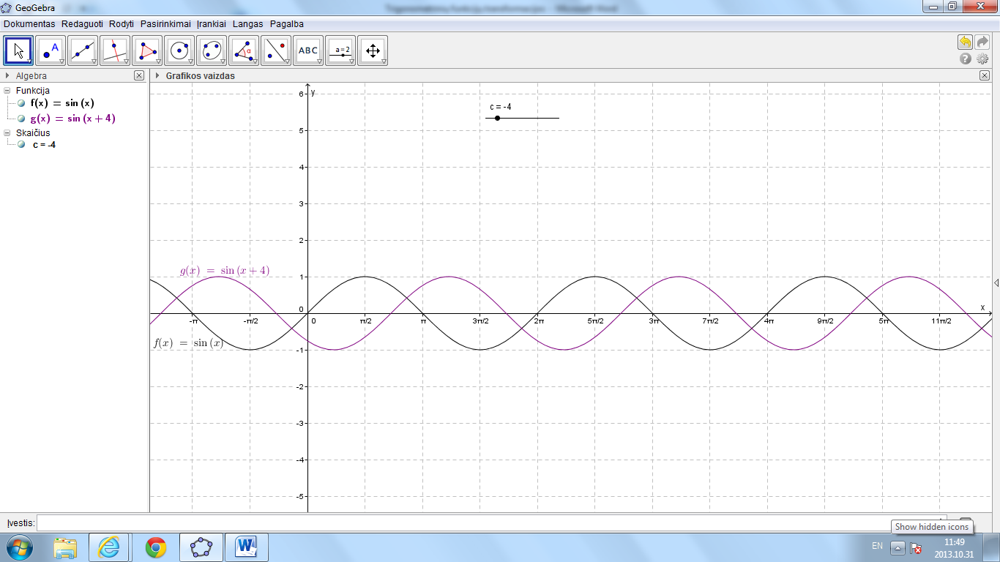 GeoGebra
Dokumentas Redaguoti Rodyti Pasirinkimai Įrankiai Langas Pagalba
A
α
ABC
a = 2
Algebra
Grafikos vaizdas
Funkcija
f(x) = sin (x)
g(x) = sin (x + 4)
Skaičius
c = -4
y
c = -4
6
5
4
3
2
g(x) = sin (x + 4)
1
0
x
-π -π/2 0 π/2 π 3π/2 2π 5π/2 3π 7π/2 4π 9π/2 5π 11π/2
f(x) = sin (x)
-1
-2
-3
-4
-5
Įvestis:
Show hidden icons
EN
11:49
2013.10.31